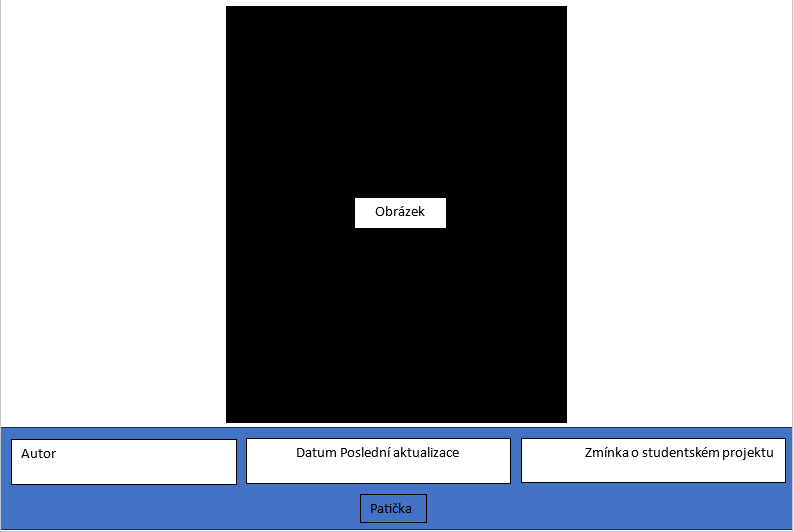 Obrázek
Autor
Datum Poslední aktualizace
Zmínka o studentském projektu
Patička